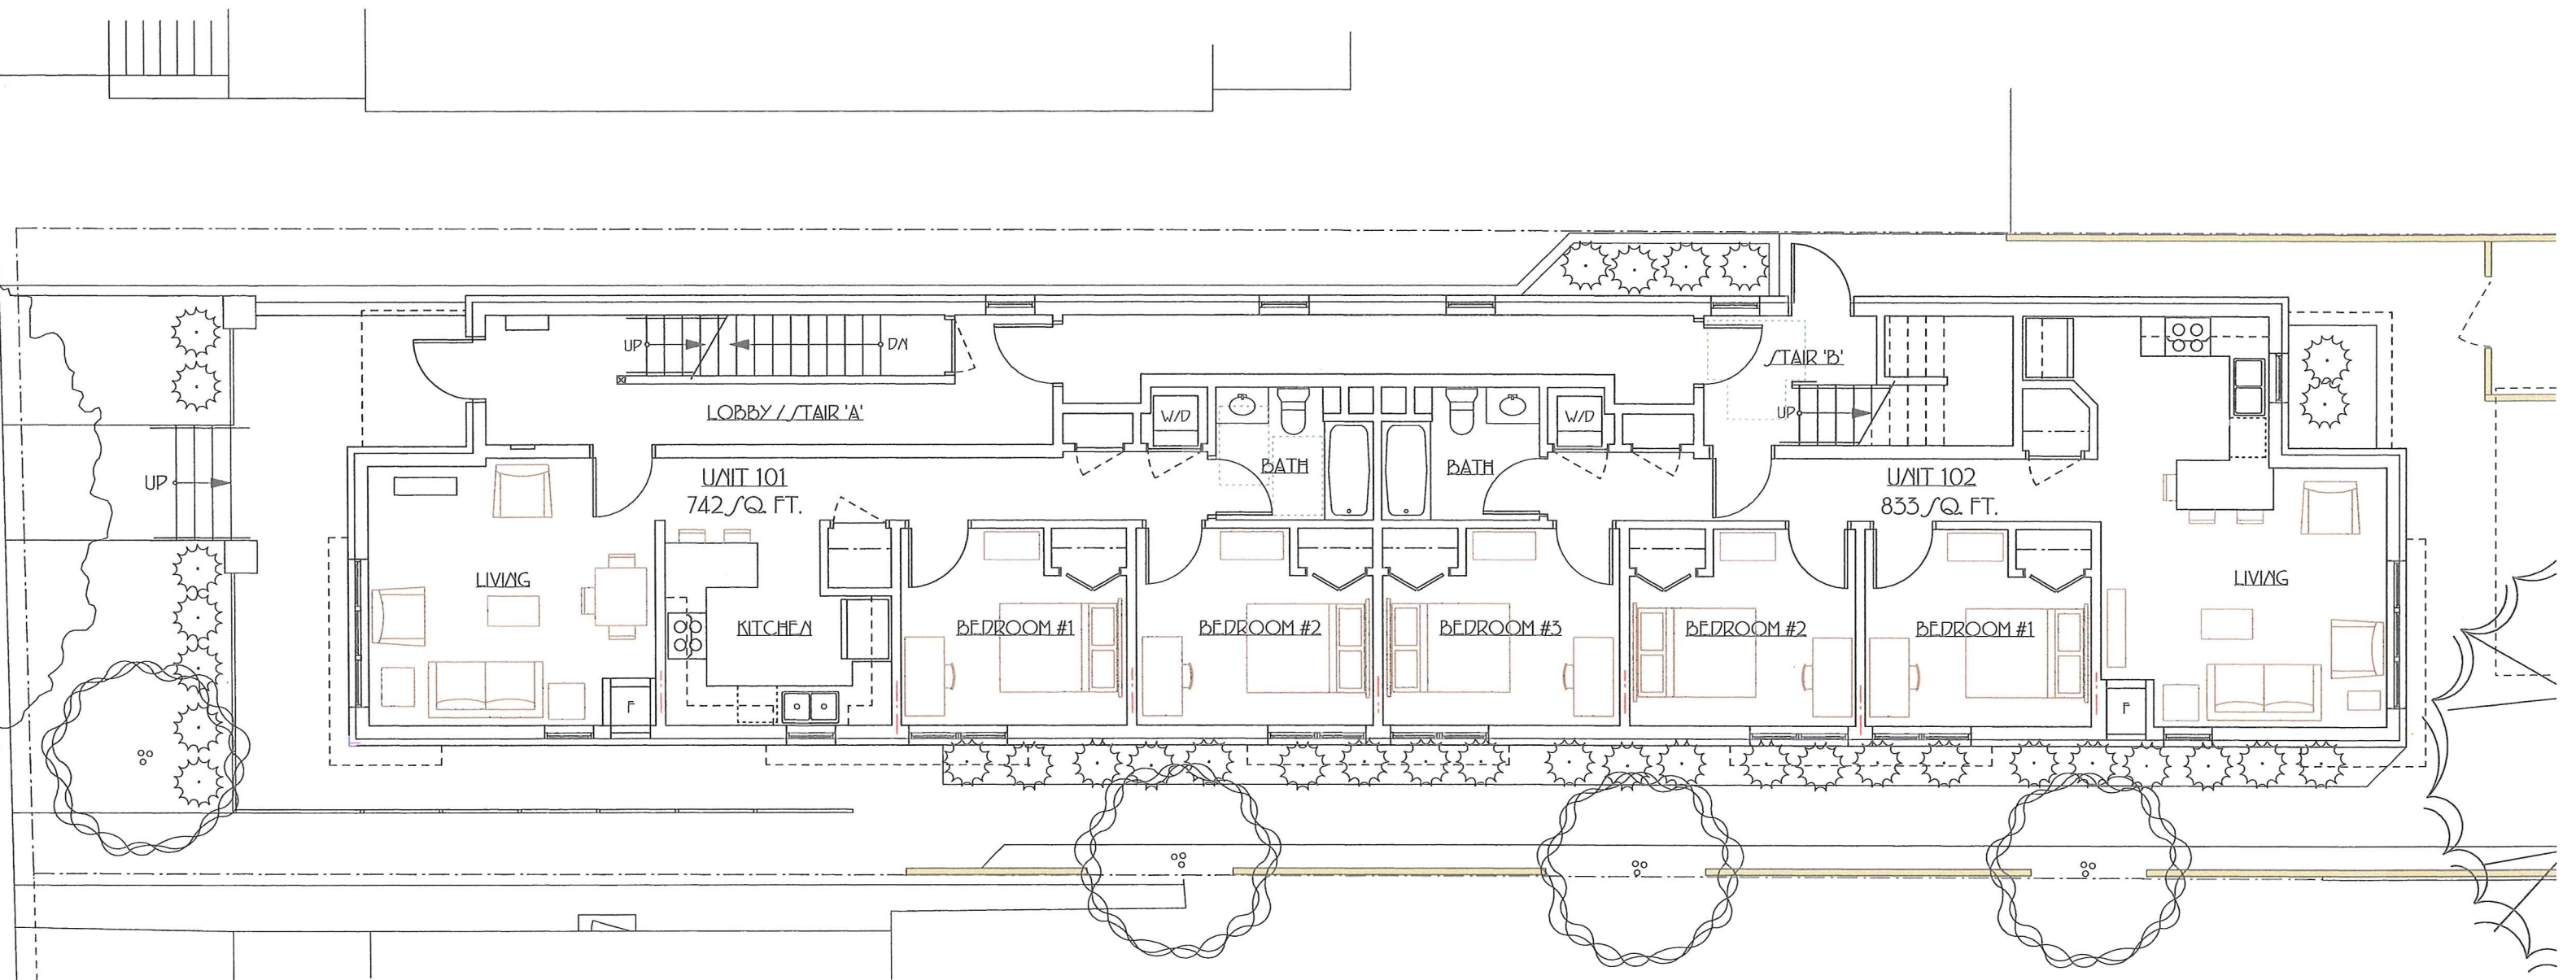 UP
DN
LOBBY / STAIR 'A'
STAIR 'B'
UP
W/D
W/D
BATH
BATH
UP
UNIT 101
742 SQ. FT.
UNIT 102
833 SQ. FT.
LIVING
LIVING
KITCHEN
BEDROOM #1
BEDROOM #2
BEDROOM #3
BEDROOM #2
BEDROOM #1
F
F